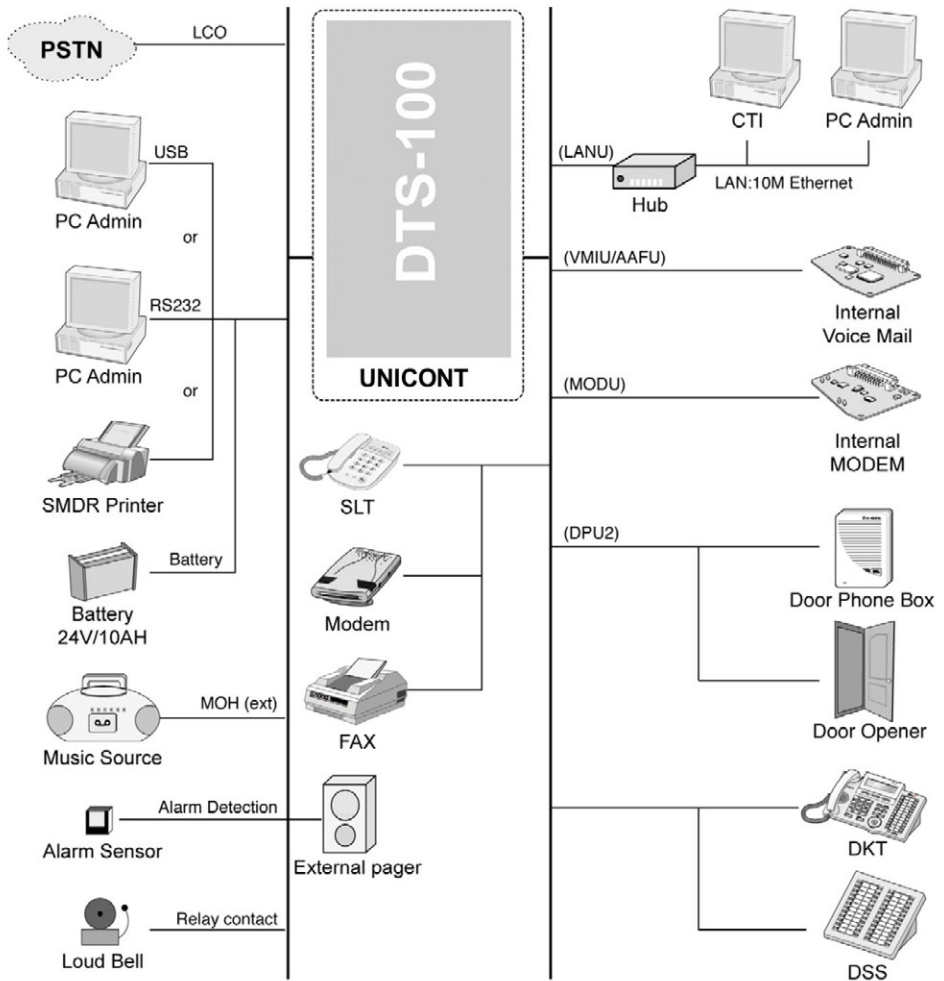 PSTN
LCO
USB
PC Admin
or
RS232
PC Admin
or
SMDR Printer
Battery
Battery
24V/10AH
MOH (ext)
Music Source
Alarm Detection
Alarm Sensor
Relay contact
Loud Bell
DTS-100
UNICONT
SLT
Modem
FAX
External pager
CTI
PC Admin
(LANU)
LAN:10M Ethernet
Hub
(VMIU/AAFU)
Internal
Voice Mail
(MODU)
Internal
MODEM
(DPU2)
Door Phone Box
Door Opener
DKT
DSS